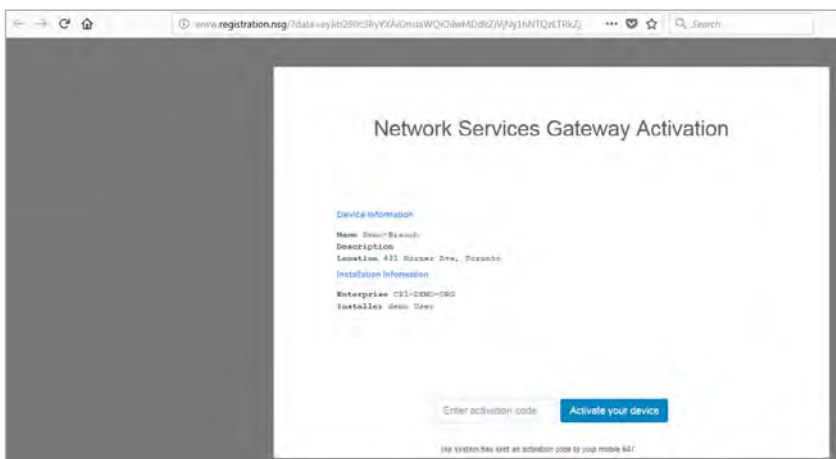 www.registration.nsg/?data=
Search
Network Services Gateway Activation
Device Information
Name Demo-Branch
Description
Location 431 Horner Ave, Toronto
Installation Information
Enterprise CPI-DEMO-ORG
Installer demo User
Enter activation code
Activate your device
The system has sent an activation code to your mobile 647